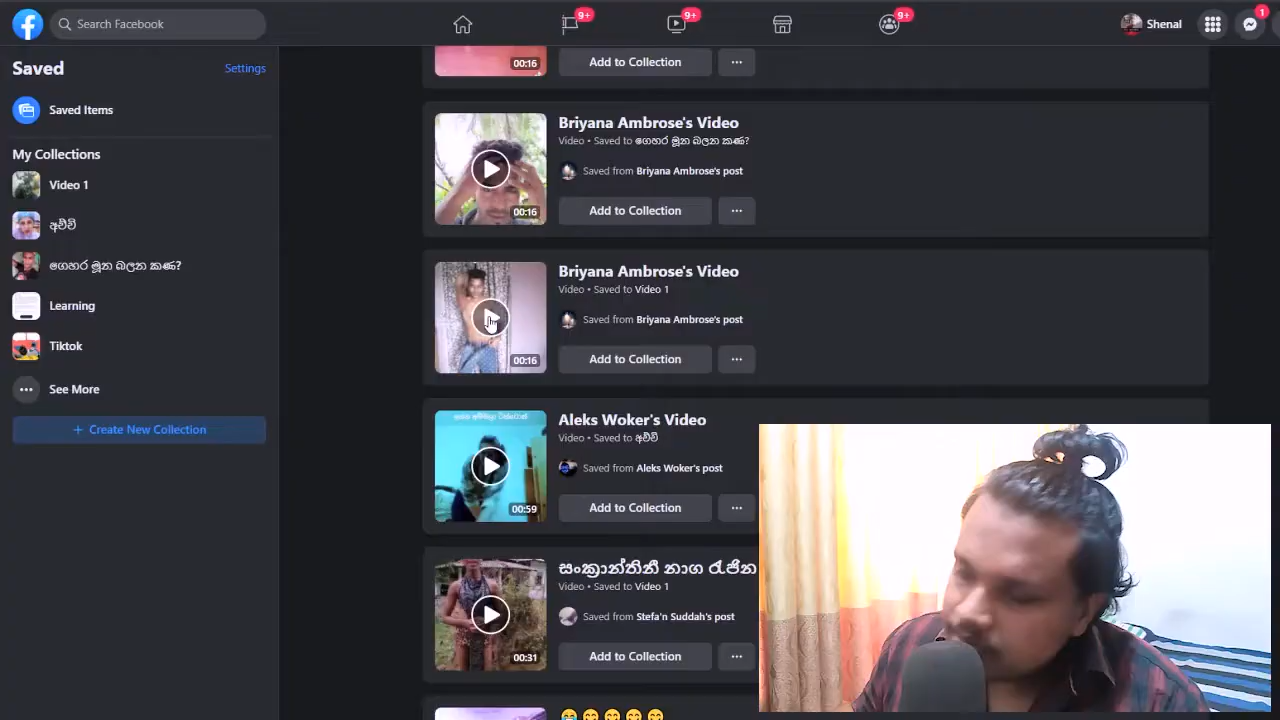 Search Facebook
9+
9+
9+
Shenal
1
Saved
Settings
Saved Items
My Collections
Video 1
අච්චි
ගෙහර මූන බලන කණ?
Learning
Tiktok
See More
+ Create New Collection
00:16
Add to Collection
Briyana Ambrose's Video
Video • Saved to ගෙහර මූන බලන කණ?
Saved from Briyana Ambrose's post
00:16
Add to Collection
Briyana Ambrose's Video
Video • Saved to Video 1
Saved from Briyana Ambrose's post
00:16
Add to Collection
Aleks Woker's Video
Video • Saved to අච්චි
Saved from Aleks Woker's post
00:59
Add to Collection
සංක්‍රාන්තිනී නාග රැජින
Video • Saved to Video 1
Saved from Stefa'n Suddah's post
00:31
Add to Collection